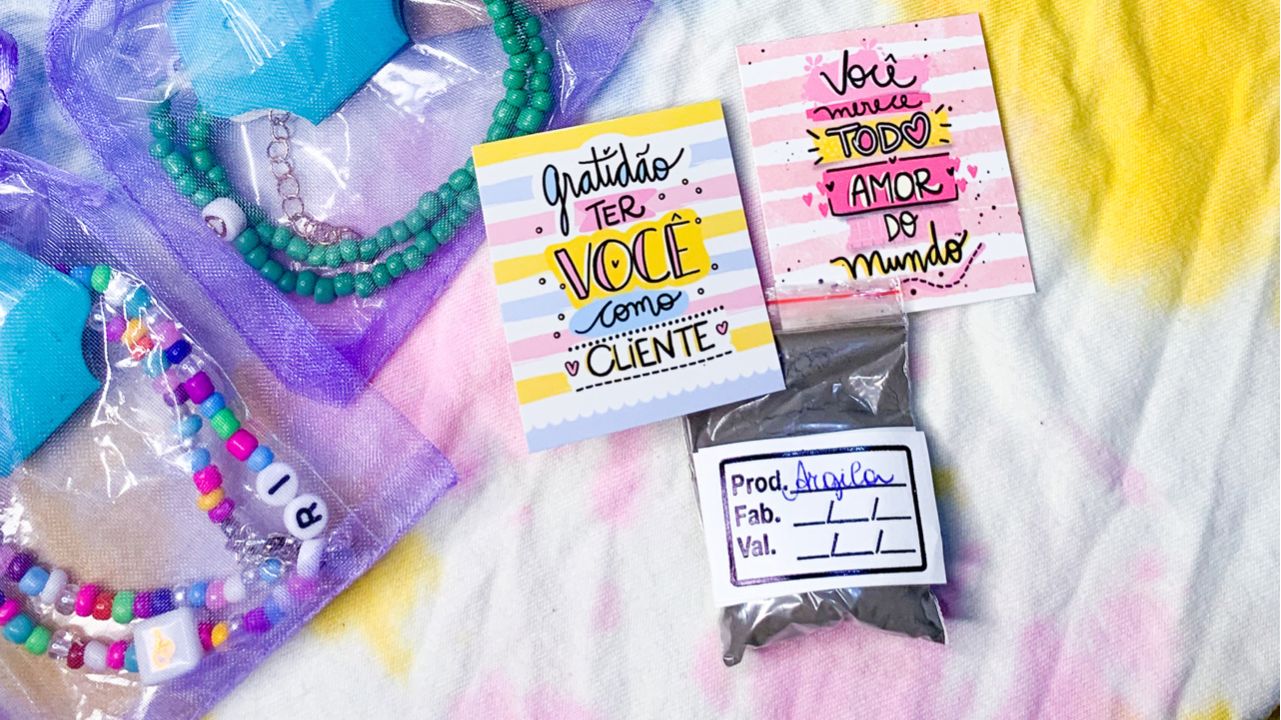 gratidão
TER
VOCÊ
como
CLIENTE
Você
merece
TODO
AMOR
DO
Mundo
Prod. Argila
Fab. __/__/__
Val. __/__/__
RI